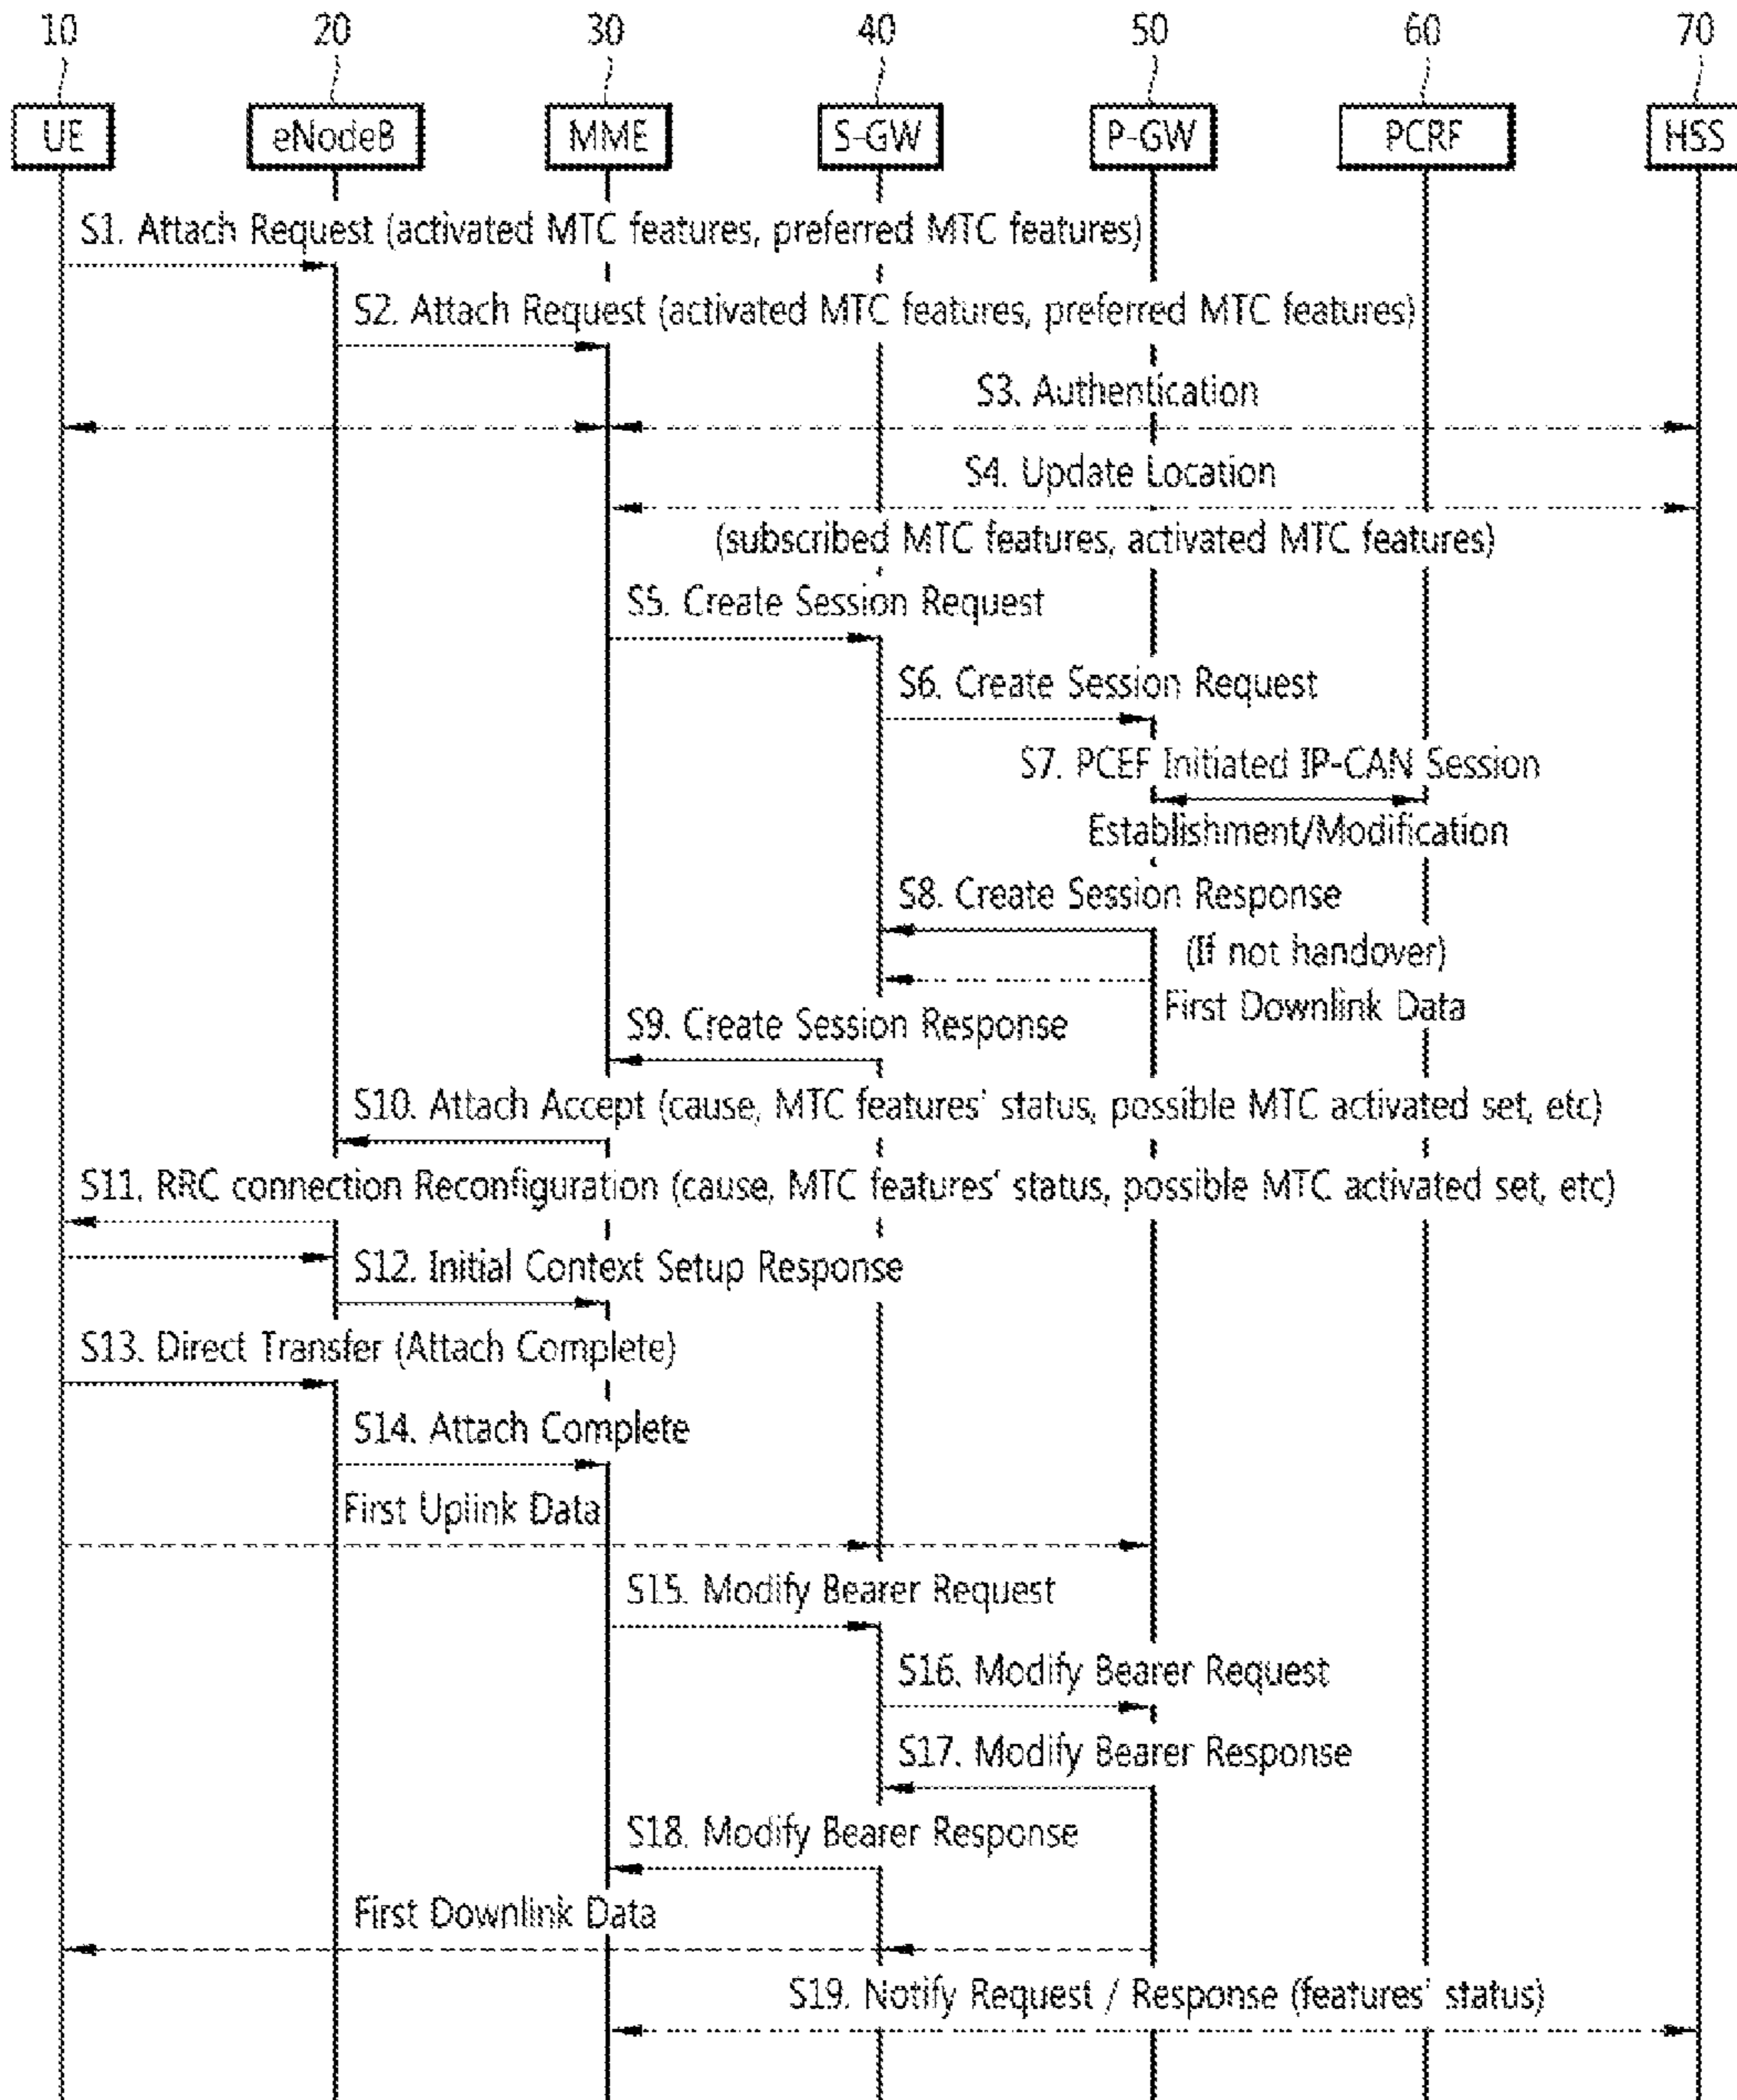 10 20 30 40 50 60 70
UE eNodeB MME S-GW P-GW PCRF HSS
S1. Attach Request (activated MTC features, preferred MTC features)
S2. Attach Request (activated MTC features, preferred MTC features)
S3. Authentication
S4. Update Location
(subscribed MTC features, activated MTC features)
S5. Create Session Request
S6. Create Session Request
S7. PCEF Initiated IP-CAN Session
Establishment/Modification
S8. Create Session Response
(If not handover)
First Downlink Data
S9. Create Session Response
S10. Attach Accept (cause, MTC features' status, possible MTC activated set, etc)
S11. RRC connection Reconfiguration (cause, MTC features' status, possible MTC activated set, etc)
S12. Initial Context Setup Response
S13. Direct Transfer (Attach Complete)
S14. Attach Complete
First Uplink Data
S15. Modify Bearer Request
S16. Modify Bearer Request
S17. Modify Bearer Response
S18. Modify Bearer Response
First Downlink Data
S19. Notify Request / Response (features' status)